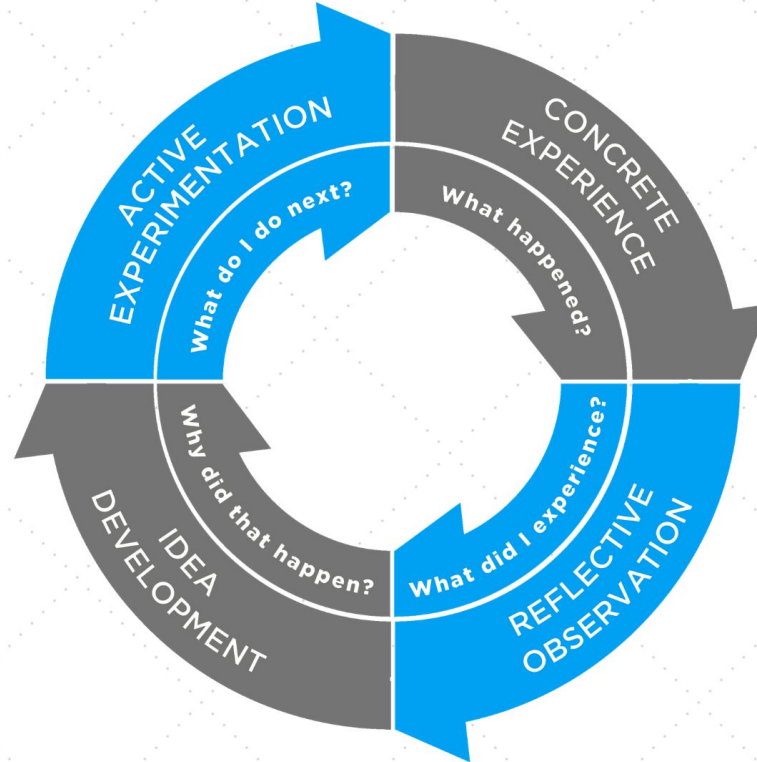 ACTIVE
EXPERIMENTATION
What do I do next?
CONCRETE
EXPERIENCE
What happened?
REFLECTIVE
OBSERVATION
What did I experience?
IDEA
DEVELOPMENT
Why did that happen?